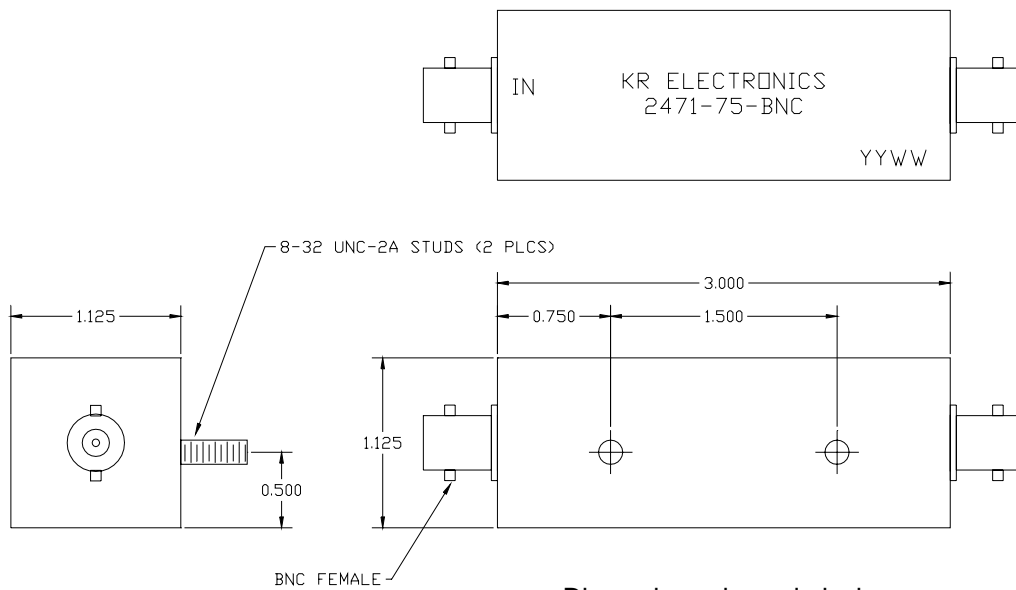 IN
KR ELECTRONICS
2471-75-BNC
YYWW
8-32 UNC-2A STUDS (2 PLCS)
3.000
1.125
0.750
1.500
1.125
0.500
BNC FEMALE